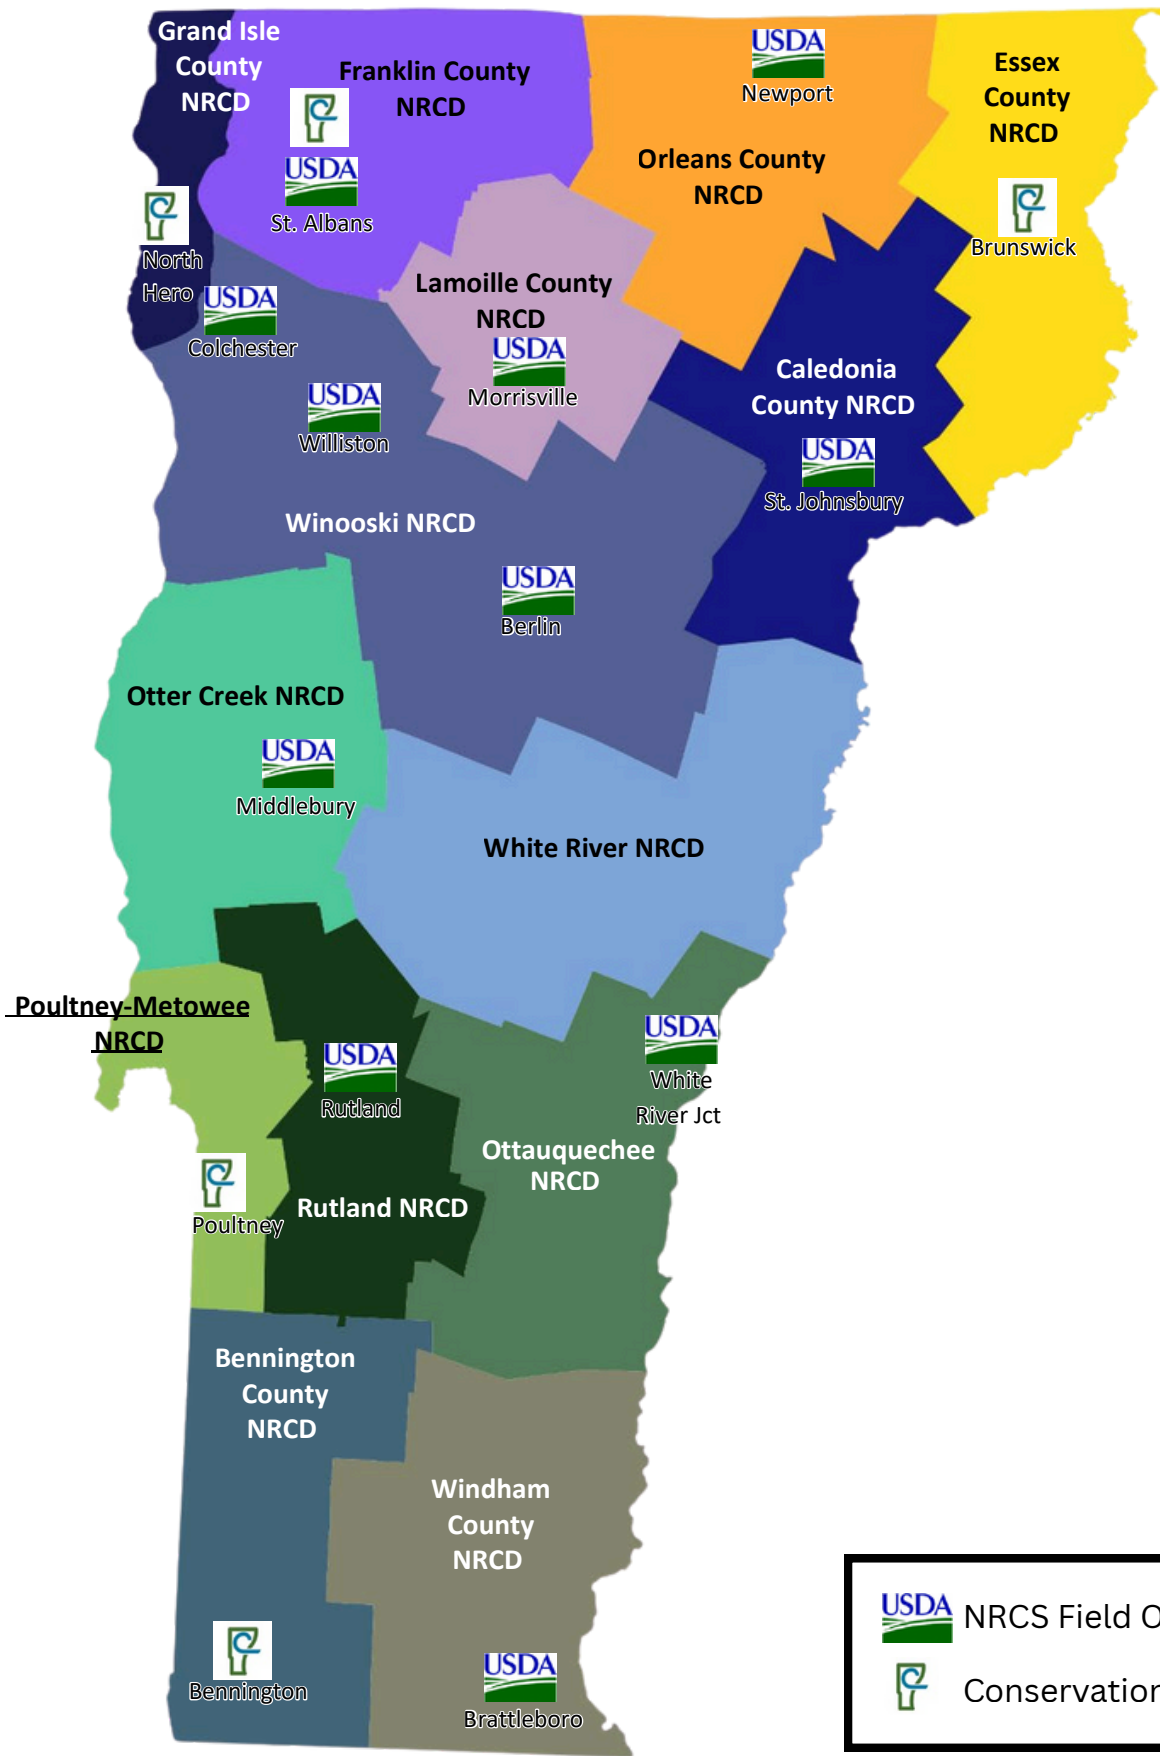 Grand Isle
County
NRCD
Franklin County
NRCD
USDA
Newport
Essex
County
NRCD
Orleans County
NRCD
USDA
St. Albans
Brunswick
North
Hero
Lamoille County
NRCD
USDA
Colchester
USDA
Morrisville
Caledonia
County NRCD
USDA
Williston
USDA
St. Johnsbury
Winooski NRCD
USDA
Berlin
Otter Creek NRCD
USDA
Middlebury
White River NRCD
Poultney-Metowee
NRCD
USDA
Rutland
USDA
White
River Jct
Ottauquechee
NRCD
Poultney
Rutland NRCD
Bennington
County
NRCD
Windham
County
NRCD
Bennington
USDA
Brattleboro
USDA NRCS Field O
Conservation